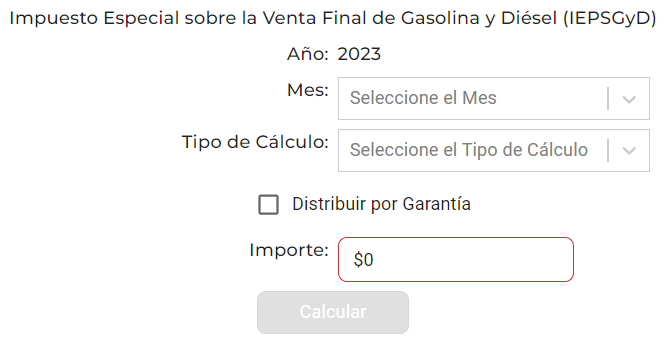 Impuesto Especial sobre la Venta Final de Gasolina y Diésel (IEPSGyD)
Año: 2023
Mes: Seleccione el Mes
Tipo de Cálculo: Seleccione el Tipo de Cálculo
Distribuir por Garantía
Importe: $0
Calcular